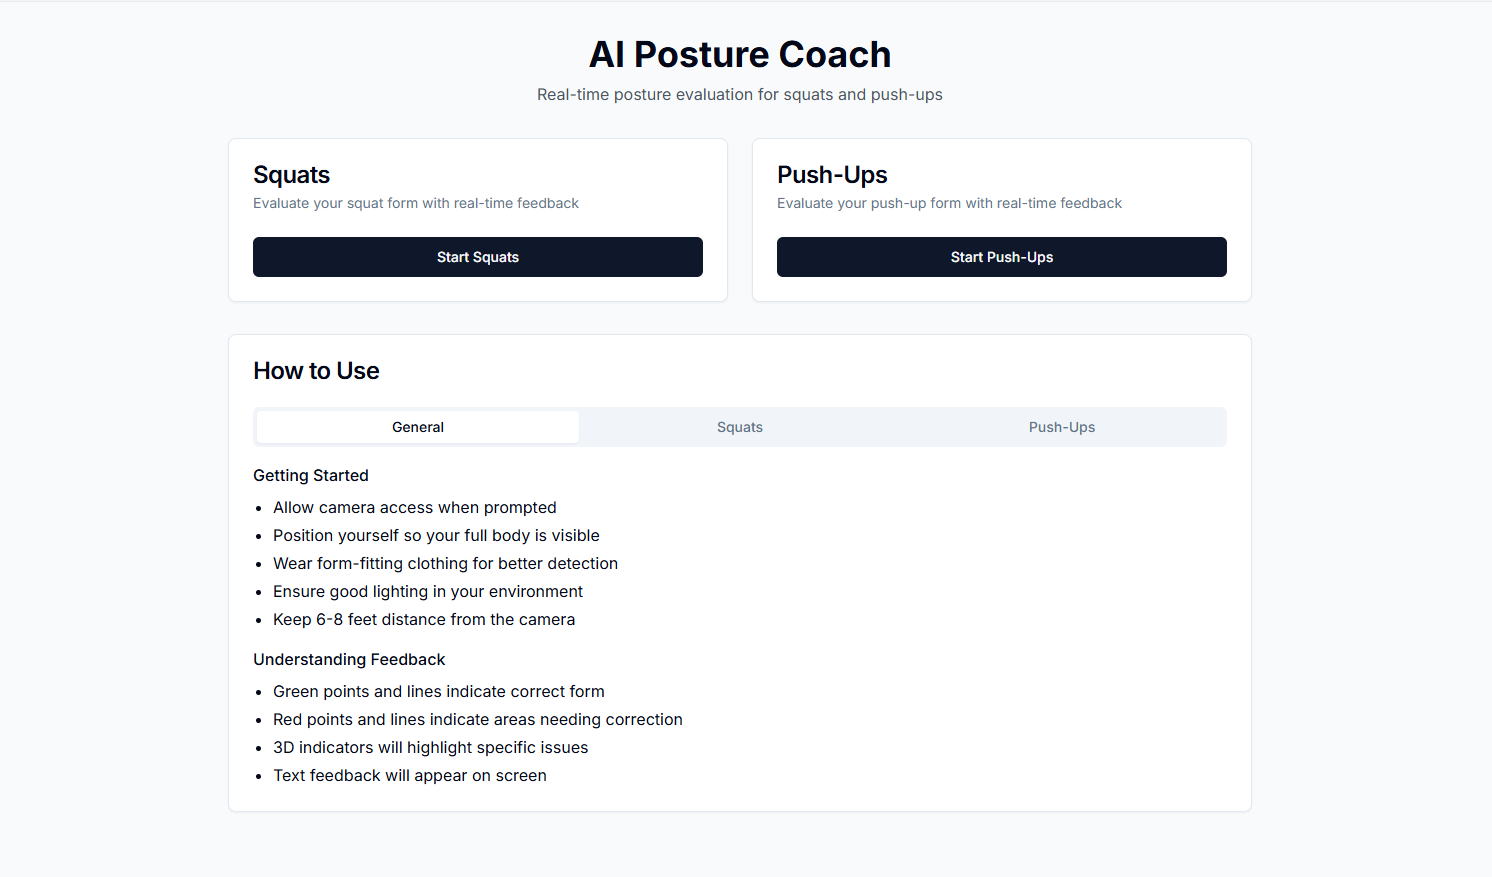 AI Posture Coach
Real-time posture evaluation for squats and push-ups
Squats
Evaluate your squat form with real-time feedback
Start Squats
Push-Ups
Evaluate your push-up form with real-time feedback
Start Push-Ups
How to Use
General
Squats
Push-Ups
Getting Started
Allow camera access when prompted
Position yourself so your full body is visible
Wear form-fitting clothing for better detection
Ensure good lighting in your environment
Keep 6-8 feet distance from the camera
Understanding Feedback
Green points and lines indicate correct form
Red points and lines indicate areas needing correction
3D indicators will highlight specific issues
Text feedback will appear on screen